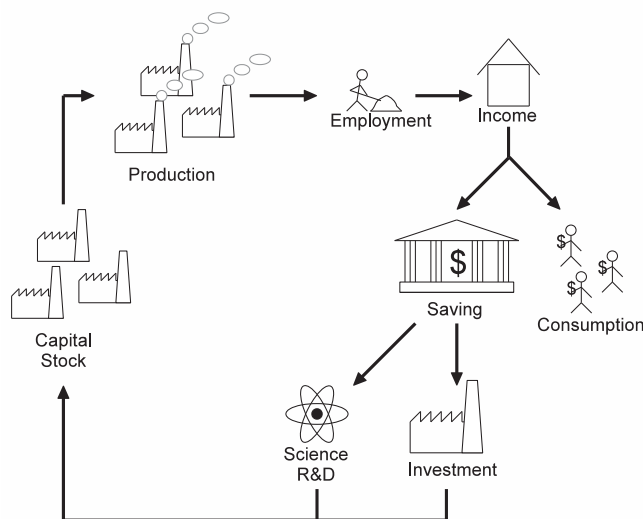 Production
Employment
Income
$
Saving
$
$
$
Consumption
Capital
Stock
Science
R&D
Investment